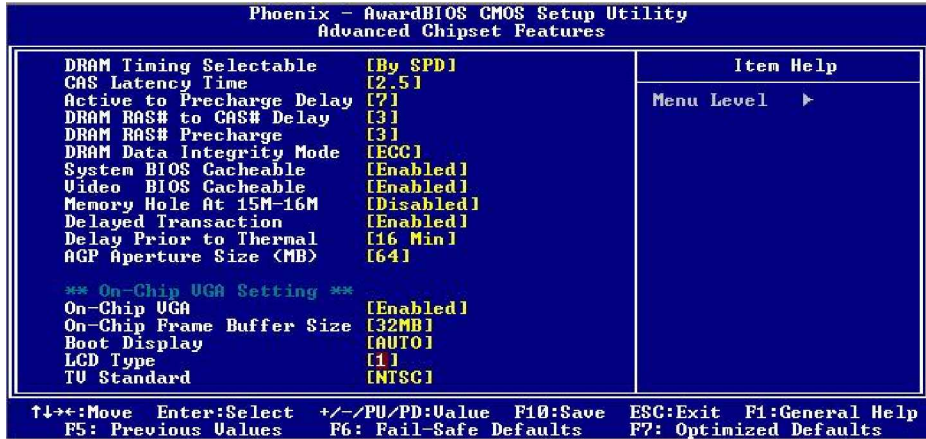 Phoenix - AwardBIOS CMOS Setup Utility
Advanced Chipset Features
DRAM Timing Selectable [By SPD]
CAS Latency Time [2.5]
Active to Precharge Delay [7]
DRAM RAS# to CAS# Delay [3]
DRAM RAS# Precharge [3]
DRAM Data Integrity Mode [ECC]
System BIOS Cacheable [Enabled]
Video BIOS Cacheable [Enabled]
Memory Hole At 15M-16M [Disabled]
Delayed Transaction [Enabled]
Delay Prior to Thermal [16 Min]
AGP Aperture Size (MB) [64]
** On-Chip VGA Setting **
On-Chip VGA [Enabled]
On-Chip Frame Buffer Size [32MB]
Boot Display [AUTO]
LCD Type [1]
TV Standard [NTSC]
Item Help
Menu Level ►
↑↓→←:Move Enter:Select +/-/PU/PD:Value F10:Save ESC:Exit F1:General Help
F5: Previous Values F6: Fail-Safe Defaults F7: Optimized Defaults